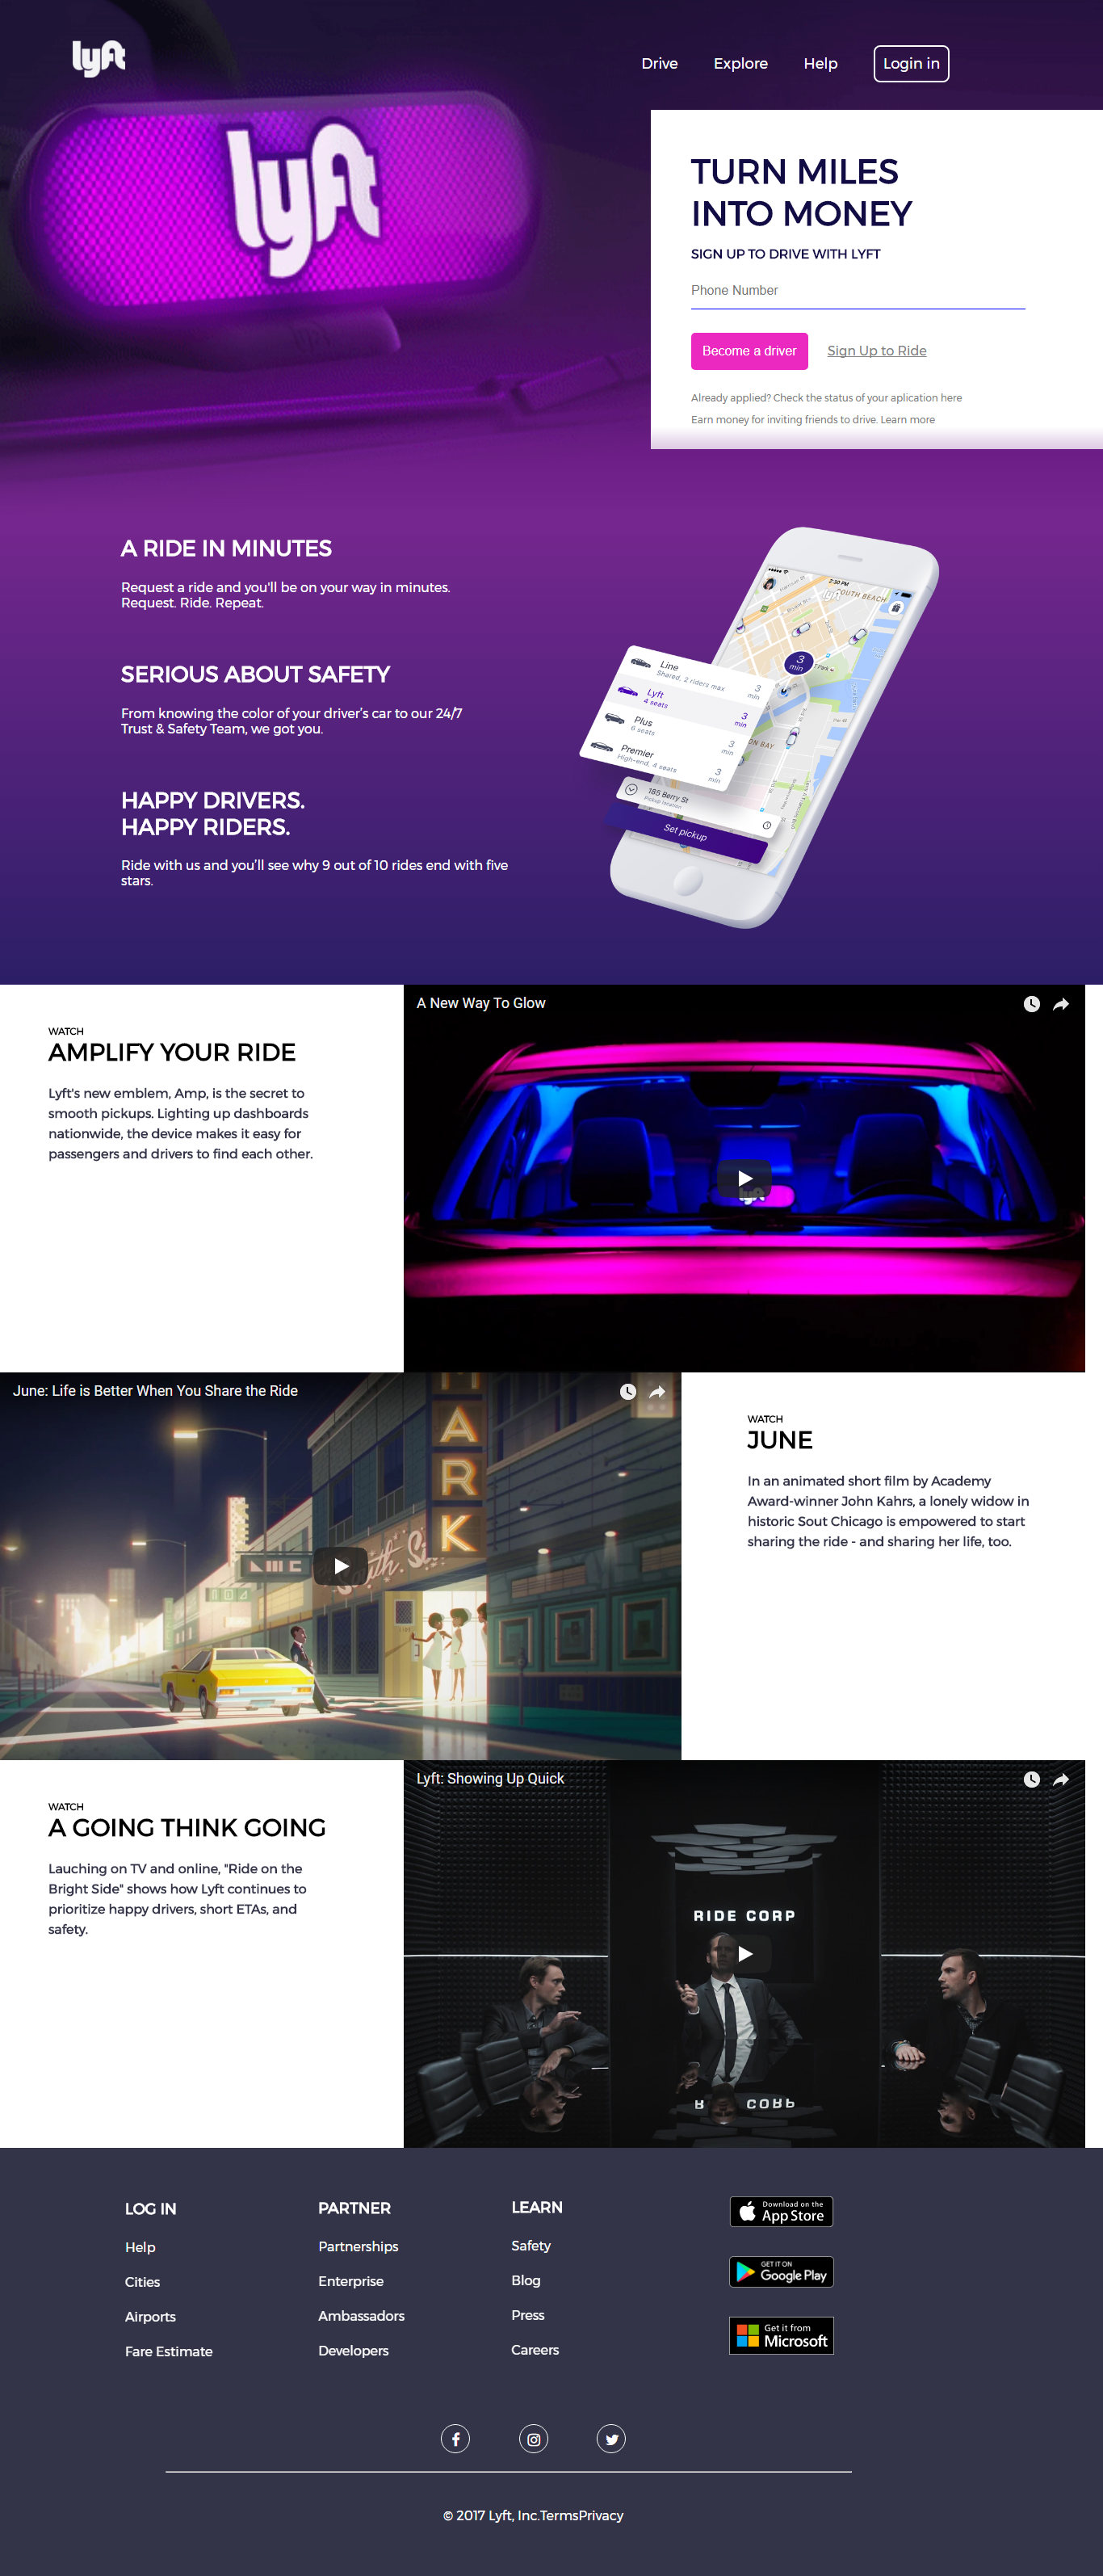 lyft
Drive
Explore
Help
Login in
lyft
TURN MILES
INTO MONEY
SIGN UP TO DRIVE WITH LYFT
Phone Number
Become a driver
Sign Up to Ride
Already applied? Check the status of your aplication here
Earn money for inviting friends to drive. Learn more
A RIDE IN MINUTES
Request a ride and you'll be on your way in minutes.
Request. Ride. Repeat.
SERIOUS ABOUT SAFETY
From knowing the color of your driver's car to our 24/7
Trust & Safety Team, we got you.
HAPPY DRIVERS.
HAPPY RIDERS.
Ride with us and you'll see why 9 out of 10 rides end with five
stars.
2:30 PM
lyft
SOUTH BEACH
3
min
Line
Shared, 2 riders max
3
min
Lyft
4 seats
3
min
Plus
6 seats
3
min
Premier
High-end, 4 seats
3
min
185 Berry St
Pickup location
Set pickup
WATCH
AMPLIFY YOUR RIDE
Lyft's new emblem, Amp, is the secret to
smooth pickups. Lighting up dashboards
nationwide, the device makes it easy for
passengers and drivers to find each other.
A New Way To Glow
lyft
June: Life is Better When You Share the Ride
ARK
WATCH
JUNE
In an animated short film by Academy
Award-winner John Kahrs, a lonely widow in
historic Sout Chicago is empowered to start
sharing the ride - and sharing her life, too.
WATCH
A GOING THINK GOING
Lauching on TV and online, "Ride on the
Bright Side" shows how Lyft continues to
prioritize happy drivers, short ETAs, and
safety.
Lyft: Showing Up Quick
RIDE CORP
LOG IN
Help
Cities
Airports
Fare Estimate
PARTNER
Partnerships
Enterprise
Ambassadors
Developers
LEARN
Safety
Blog
Press
Careers
Download on the
App Store
GET IT ON
Google Play
Get it from
Microsoft
© 2017 Lyft, Inc.TermsPrivacy